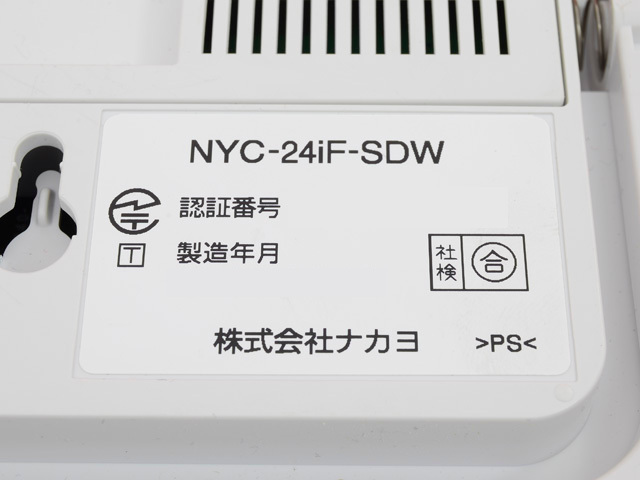 NYC-24iF-SDW
認証番号
T 製造年月
社検 合
株式会社ナカヨ >PS<